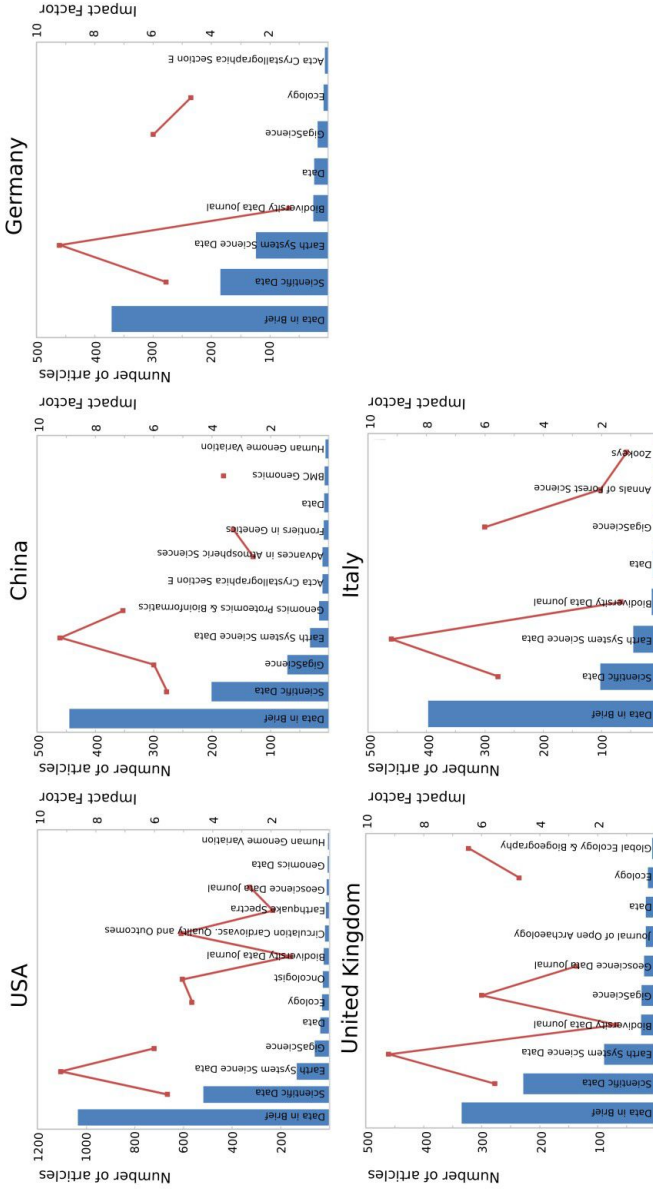 USA
Number of articles
Impact Factor
1200
1000
800
600
400
200
10
8
6
4
2
Data in Brief
Scientific Data
Earth System Science Data
GigaScience
Data
Ecology
Oncologist
Biodiversity Data Journal
Circulation Cardiovasc. Quality and Outcomes
Earthquake Spectra
Geoscience Data Journal
Genomics Data
Human Genome Variation
China
Number of articles
Impact Factor
500
400
300
200
100
10
8
6
4
2
Data in Brief
Scientific Data
GigaScience
Earth System Science Data
Genomics Proteomics & Bioinformatics
Acta Crystallographica Section E
Advances in Atmospheric Sciences
Frontiers in Genetics
Data
BMC Genomics
Human Genome Variation
Germany
Number of articles
Impact Factor
500
400
300
200
100
10
8
6
4
2
Data in Brief
Scientific Data
Earth System Science Data
Biodiversity Data Journal
Data
GigaScience
Ecology
Acta Crystallographica Section E
United Kingdom
Number of articles
Impact Factor
500
400
300
200
100
10
8
6
4
2
Data in Brief
Scientific Data
Earth System Science Data
Biodiversity Data Journal
GigaScience
Geoscience Data Journal
Journal of Open Archaeology
Data
Ecology
Global Ecology & Biogeography
Italy
Number of articles
Impact Factor
500
400
300
200
100
10
8
6
4
2
Data in Brief
Scientific Data
Earth System Science Data
Biodiversity Data Journal
Data
GigaScience
Annals of Forest Science
Zookeys